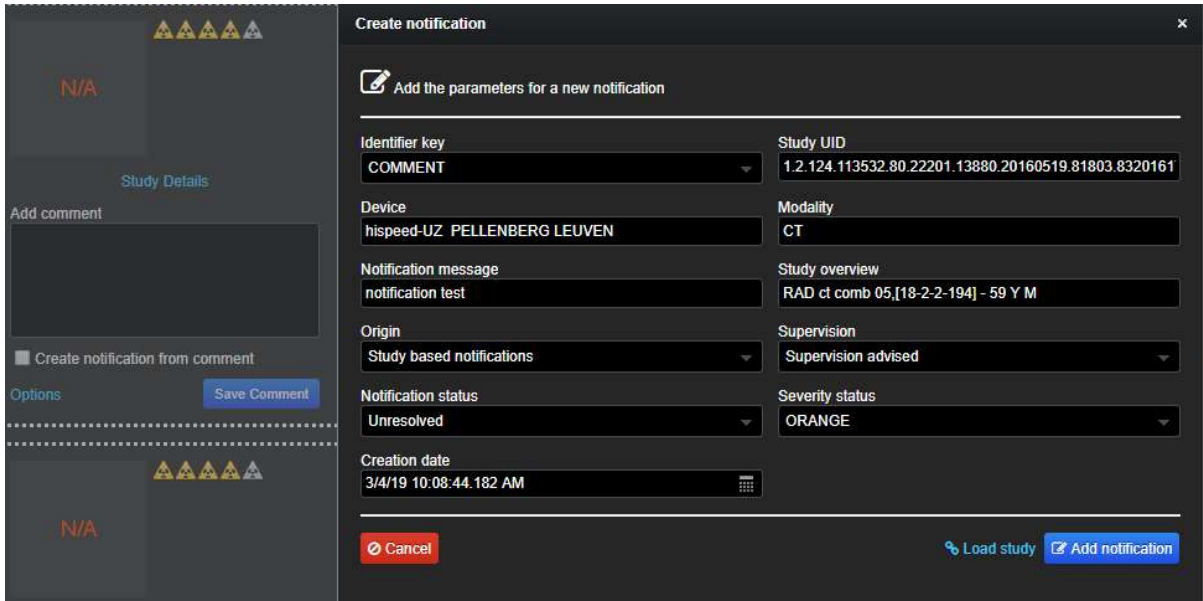 N/A
Study Details
Add comment
Create notification from comment
Options
Save Comment
N/A
Create notification
×
Add the parameters for a new notification
Identifier key
Study UID
COMMENT
1.2.124.113532.80.22201.13880.20160519.81803.8320161
Device
Modality
hispeed-UZ PELLENBERG LEUVEN
CT
Notification message
Study overview
notification test
RAD ct comb 05,[18-2-2-194] - 59 Y M
Origin
Supervision
Study based notifications
Supervision advised
Notification status
Severity status
Unresolved
ORANGE
Creation date
3/4/19 10:08:44.182 AM
Cancel
Load study
Add notification